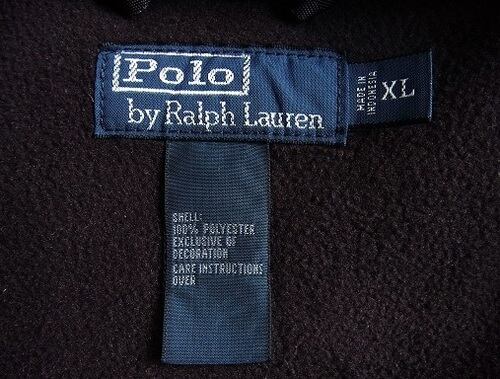 Polo
by Ralph Lauren
MADE IN
INDONESIA
XL
SHELL:
100% POLYESTER
EXCLUSIVE OF
DECORATION
CARE INSTRUCTIONS
OVER